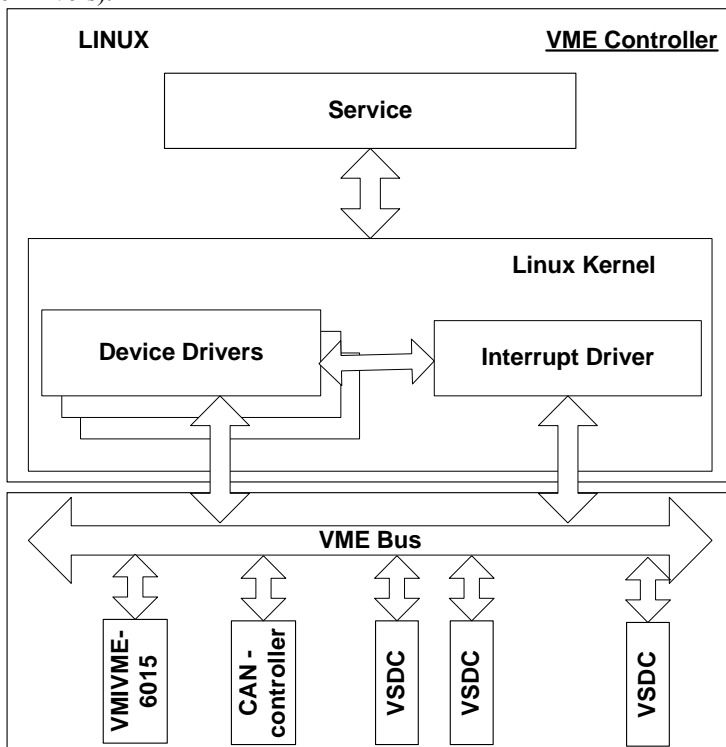 LINUX
VME Controller
Service
Linux Kernel
Device Drivers
Interrupt Driver
VME Bus
VMIVME-
6015
CAN -
controller
VSDC
VSDC
VSDC